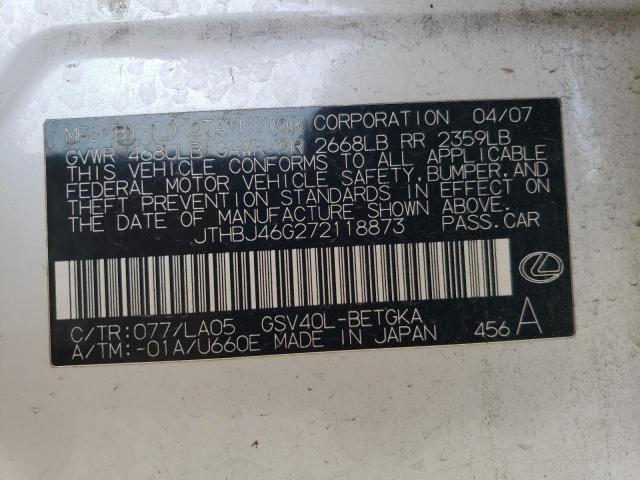 MFD BY TOYOTA MOTOR CORPORATION 04/07
GVWR 4680LB GAWR FR 2668LB RR 2359LB
THIS VEHICLE CONFORMS TO ALL APPLICABLE
FEDERAL MOTOR VEHICLE SAFETY, BUMPER, AND
THEFT PREVENTION STANDARDS IN EFFECT ON
THE DATE OF MANUFACTURE SHOWN ABOVE.
JTHBJ46G272118873 PASS.CAR
C/TR:077/LA05 GSV40L-BETGKA
A/TM:-01A/U660E MADE IN JAPAN 456 A